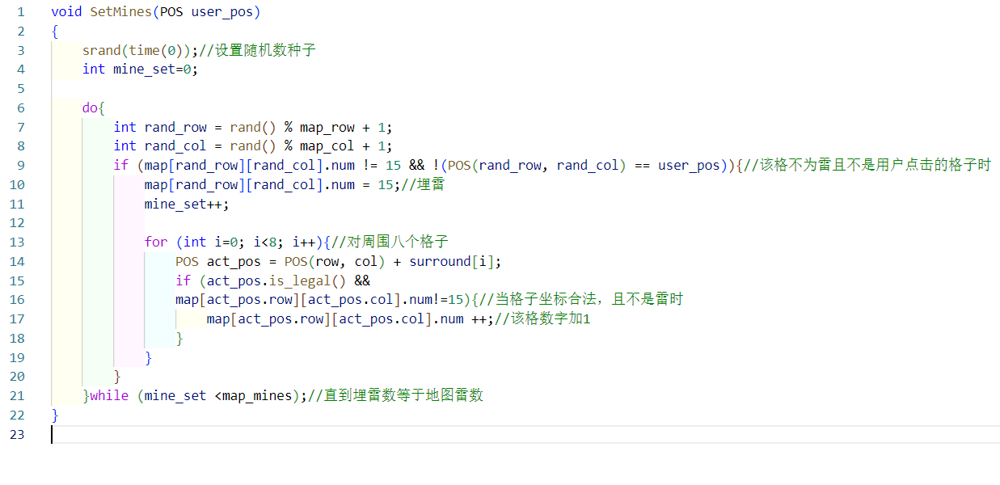 1 void SetMines(POS user_pos)
2 {
3 srand(time(0));//设置随机数种子
4 int mine_set=0;
5
6 do{
7 int rand_row = rand() % map_row + 1;
8 int rand_col = rand() % map_col + 1;
9 if (map[rand_row][rand_col].num != 15 && !(POS(rand_row, rand_col) == user_pos)){//该格不为雷且不是用户点击的格子时
10 map[rand_row][rand_col].num = 15;//埋雷
11 mine_set++;
12
13 for (int i=0; i<8; i++){//对周围八个格子
14 POS act_pos = POS(row, col) + surround[i];
15 if (act_pos.is_legal() &&
16 map[act_pos.row][act_pos.col].num!=15){//当格子坐标合法，且不是雷时
17 map[act_pos.row][act_pos.col].num ++;//该格数字加1
18 }
19 }
20 }
21 }while (mine_set <map_mines);//直到埋雷数等于地图雷数
22 }
23